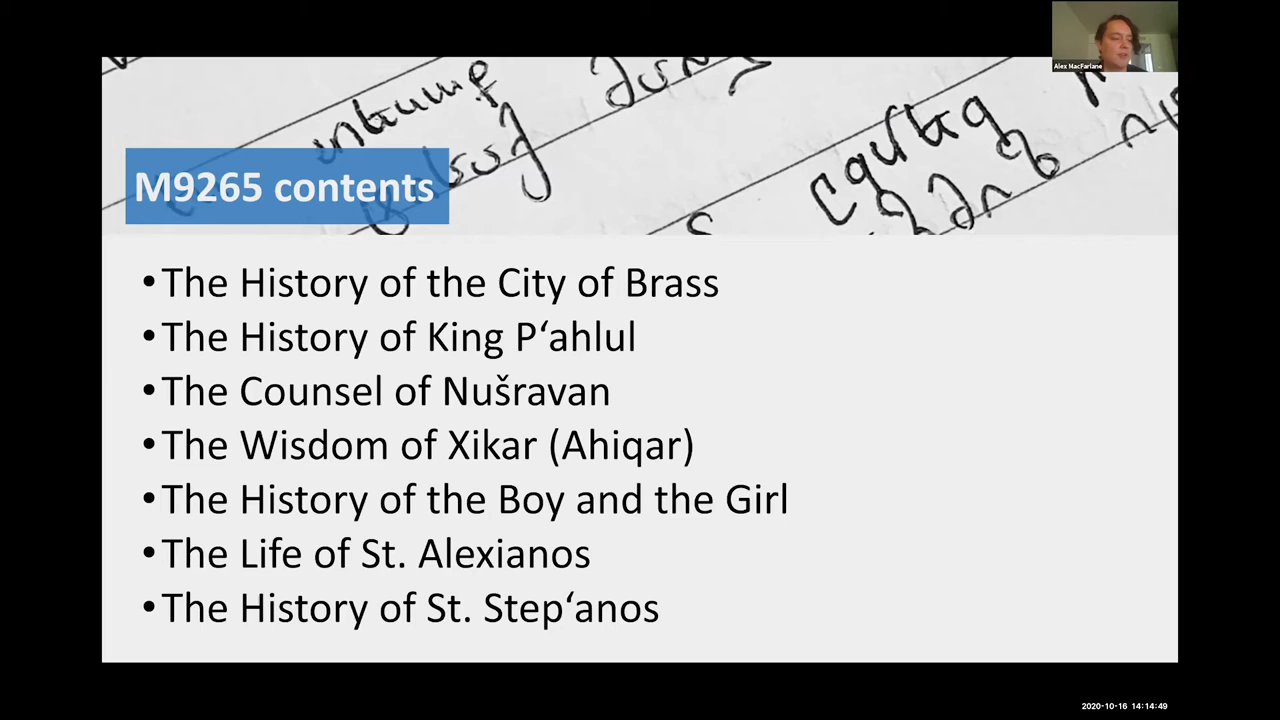 Alex MacFarlane
M9265 contents
•The History of the City of Brass
•The History of King P‘ahlul
•The Counsel of Nušravan
•The Wisdom of Xikar (Ahiqar)
•The History of the Boy and the Girl
•The Life of St. Alexianos
•The History of St. Step‘anos
2020-10-16 14:14:49